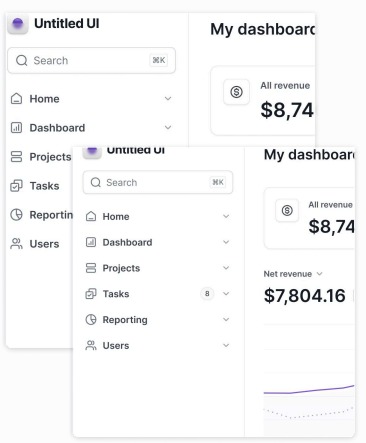 Untitled UI
My dashboard
Search
⌘K
All revenue
$8,74
Home
Dashboard
Projects
Tasks
Reportin
Users
Untitled UI
My dashboar
Search
⌘K
All revenue
$8,74
Home
Dashboard
Projects
Tasks
8
Reporting
Users
Net revenue
$7,804.16